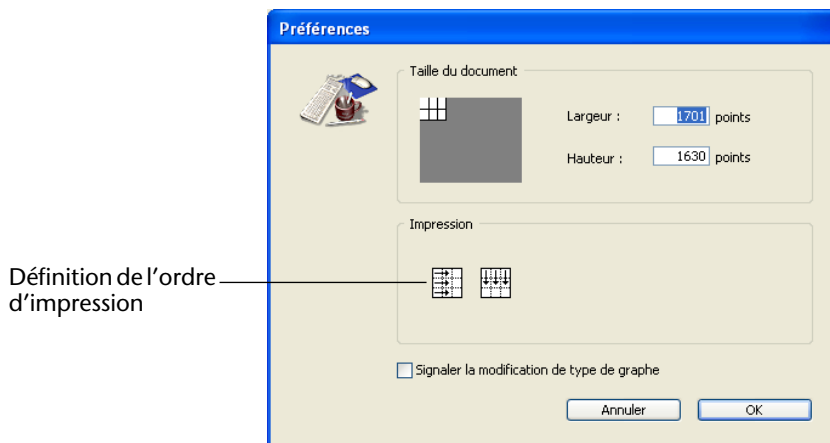 Préférences
Taille du document
Largeur : 1701 points
Hauteur : 1630 points
Impression
Définition de l'ordre
d'impression
Signaler la modification de type de graphe
Annuler OK